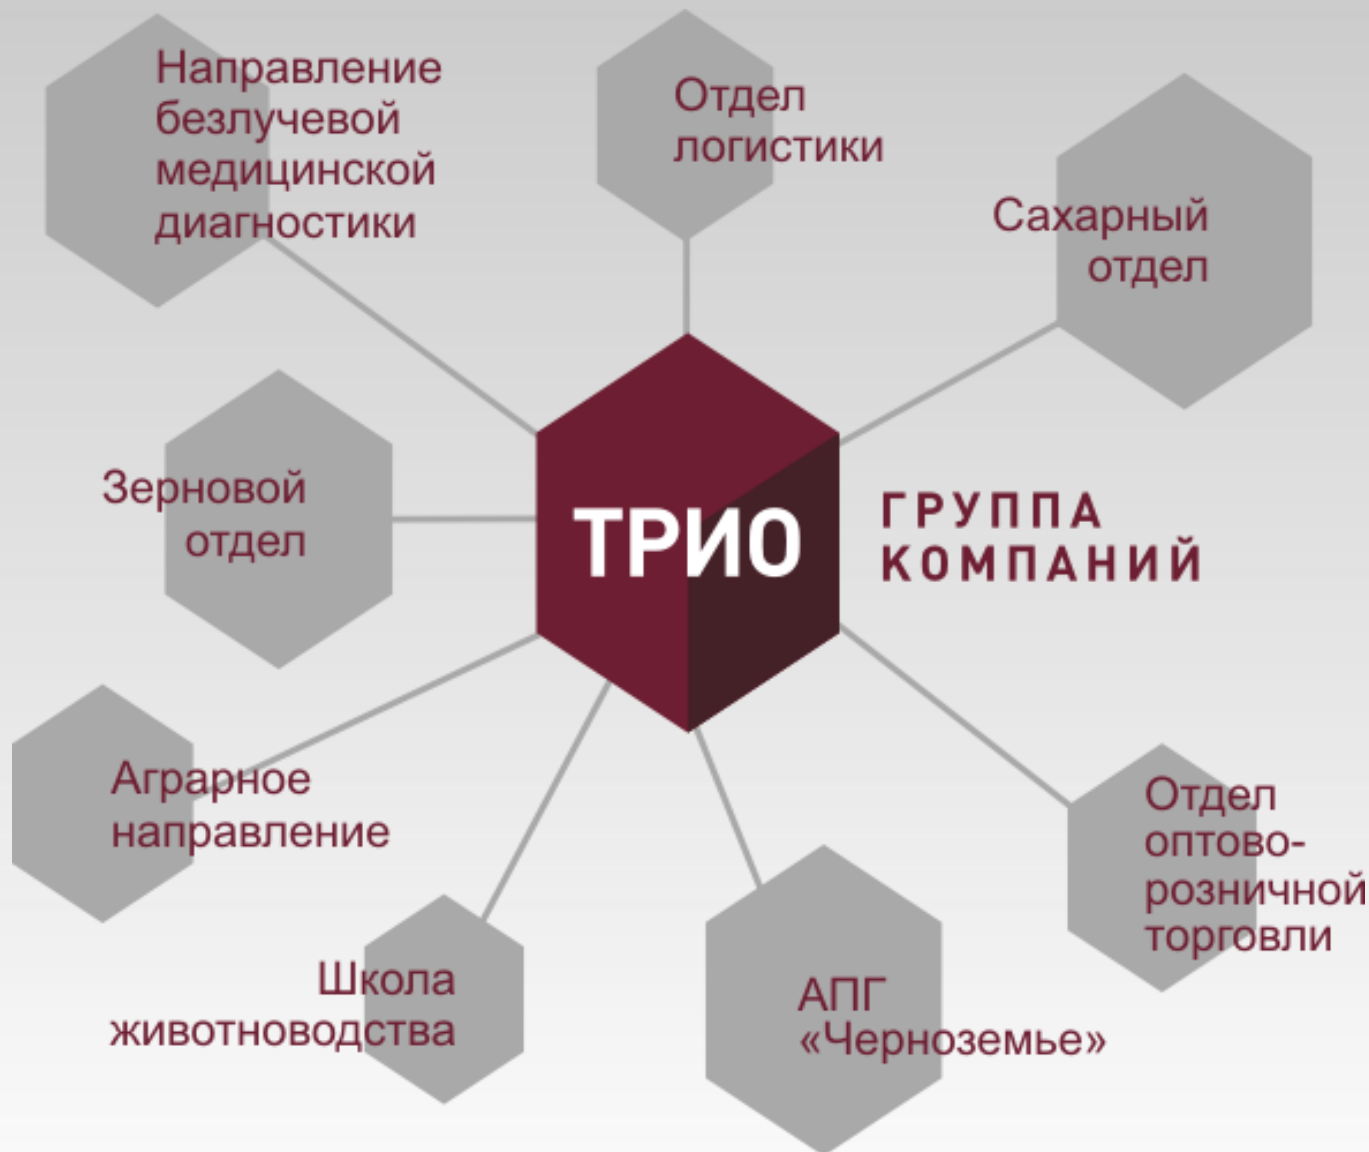 Направление
безлучевой
медицинской
диагностики
Отдел
логистики
Сахарный
отдел
Зерновой
отдел
ТРИО
ГРУППА
КОМПАНИЙ
Аграрное
направление
Отдел
оптово-
розничной
торговли
Школа
животноводства
АПГ
«Черноземье»